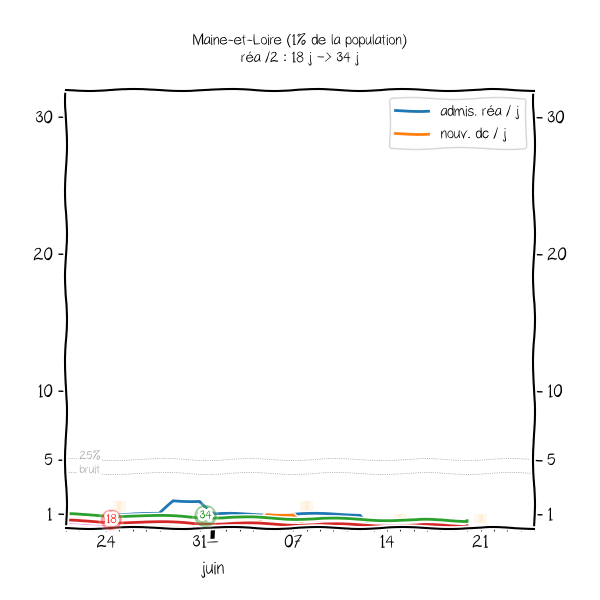 Maine-et-Loire (1% de la population)
réa /2 : 18 j -> 34 j
admis. réa / j
nouv. dc / j
30 30
20 20
10 10
25%
5 5
bruit
1 18 34 1
24 31 07 14 21
juin